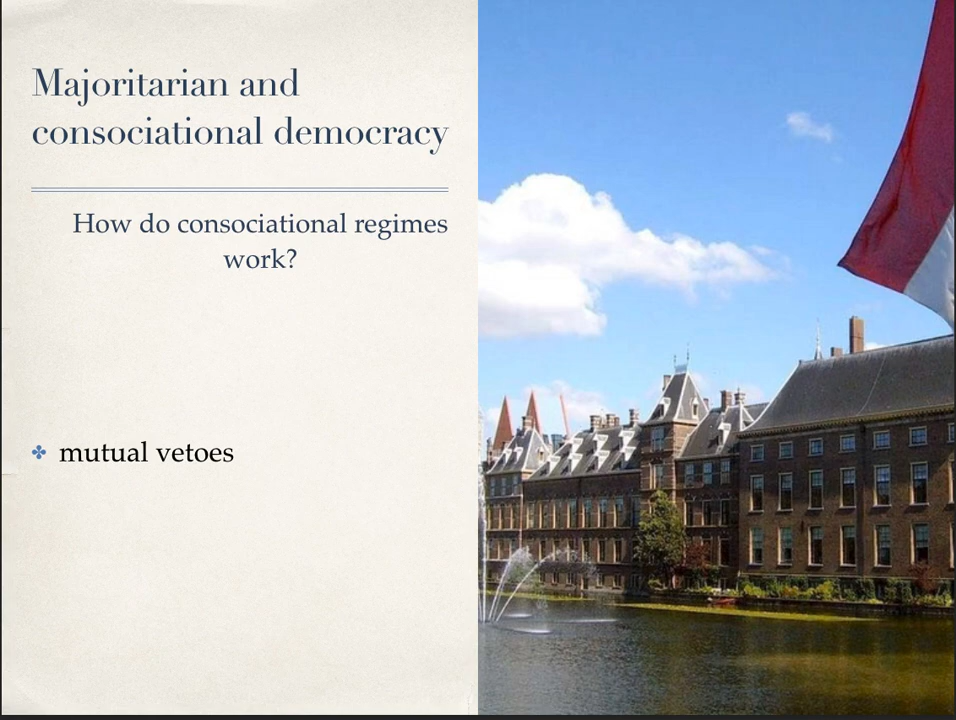 Majoritarian and
consociational democracy
How do consociational regimes
work?
✤ mutual vetoes